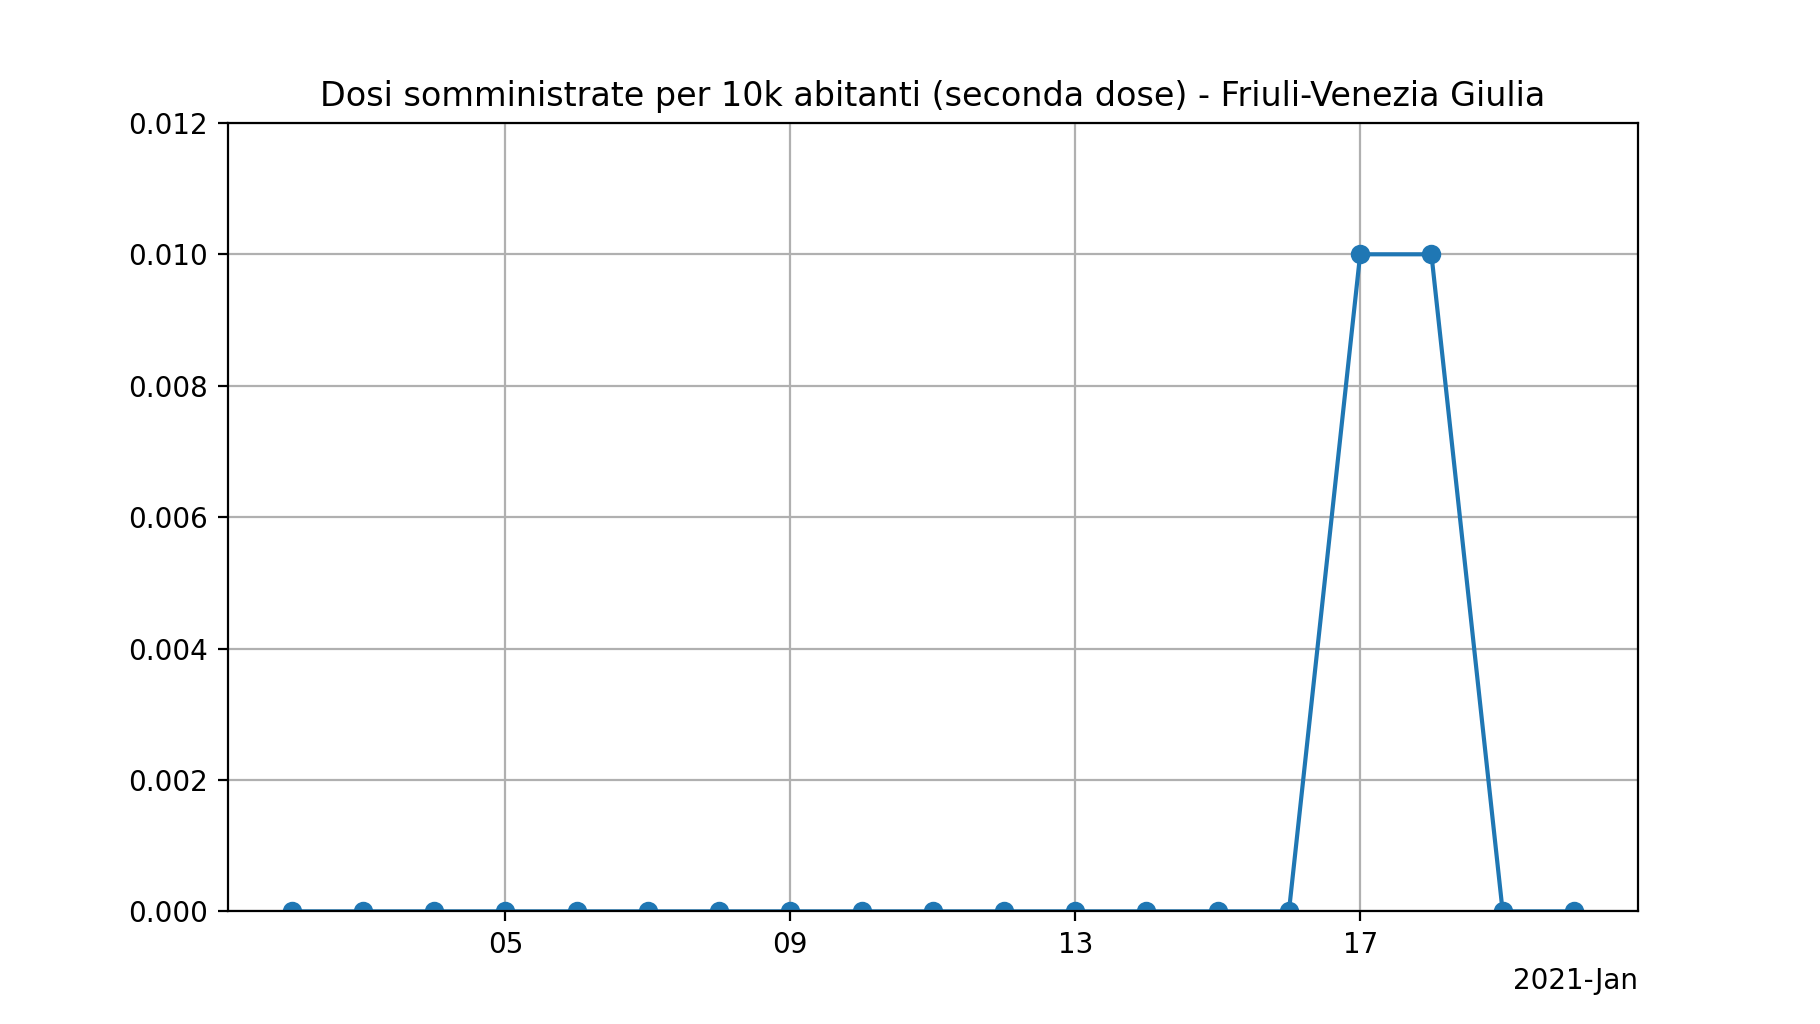 Dosi somministrate per 10k abitanti (seconda dose) - Friuli-Venezia Giulia
0.012
0.010
0.008
0.006
0.004
0.002
0.000
05 09 13 17
2021-Jan